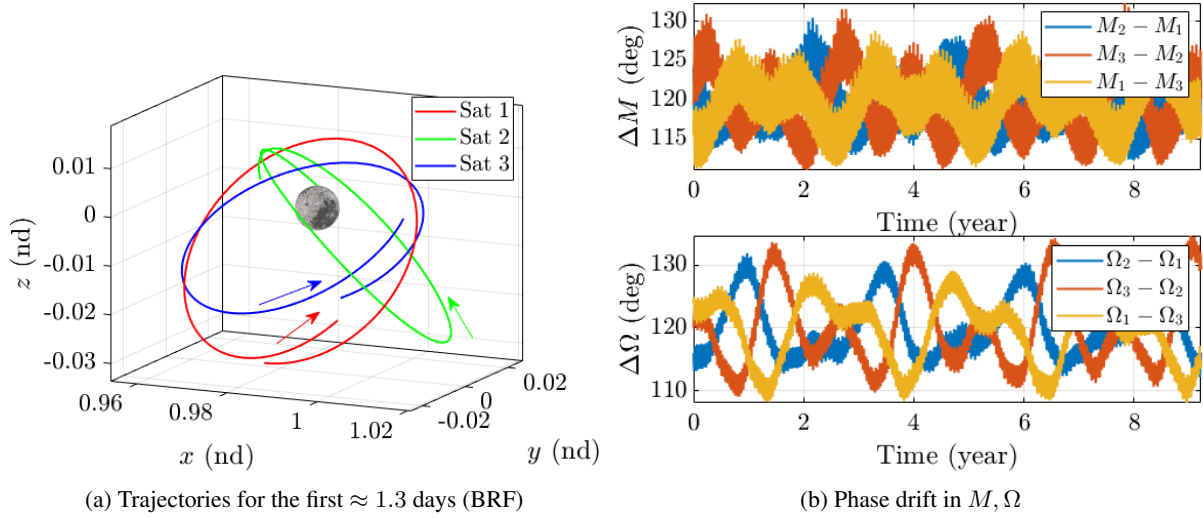 Sat 1
Sat 2
Sat 3
0.01
0
-0.01
-0.02
-0.03
z (nd)
0.96
0.98
1
1.02
x (nd)
-0.02
0
0.02
y (nd)
(a) Trajectories for the first ≈ 1.3 days (BRF)
130
125
120
115
ΔM (deg)
M₂ − M₁
M₃ − M₂
M₁ − M₃
0 2 4 6 8
Time (year)
130
120
110
ΔΩ (deg)
Ω₂ − Ω₁
Ω₃ − Ω₂
Ω₁ − Ω₃
0 2 4 6 8
Time (year)
(b) Phase drift in M, Ω